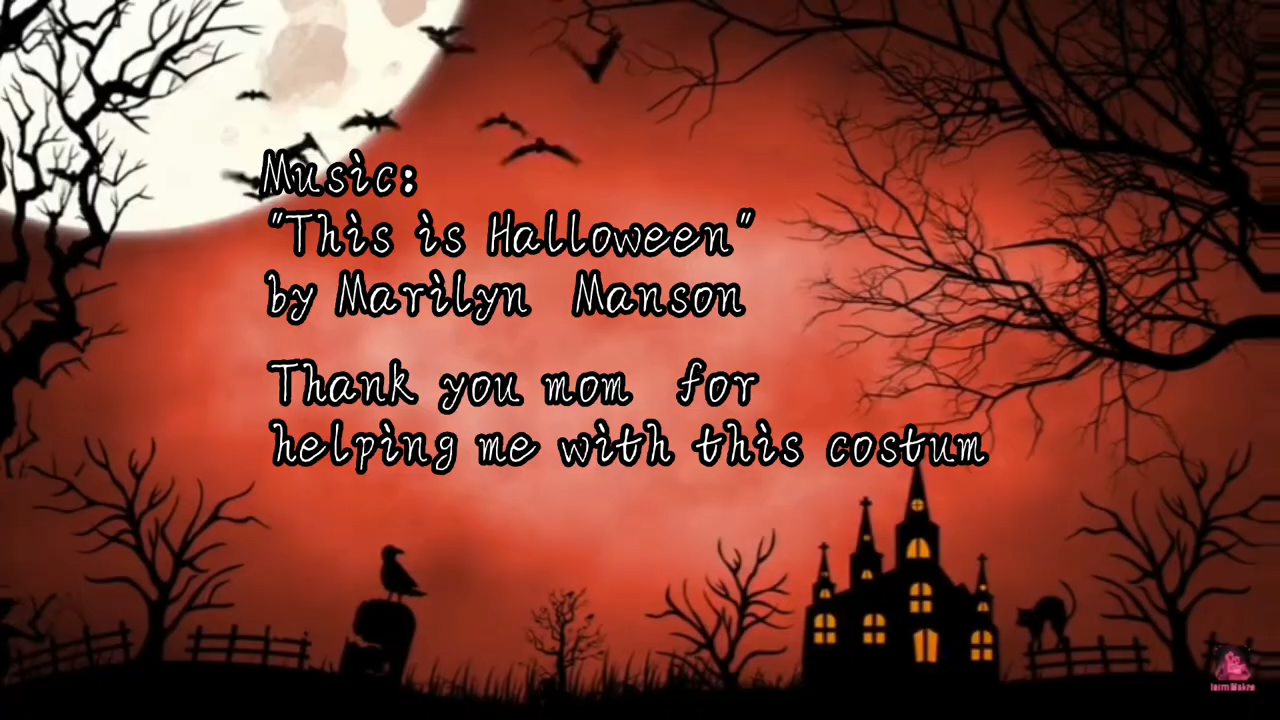 Music:
"This is Halloween"
by Marilyn Manson
Thank you mom for
helping me with this costum